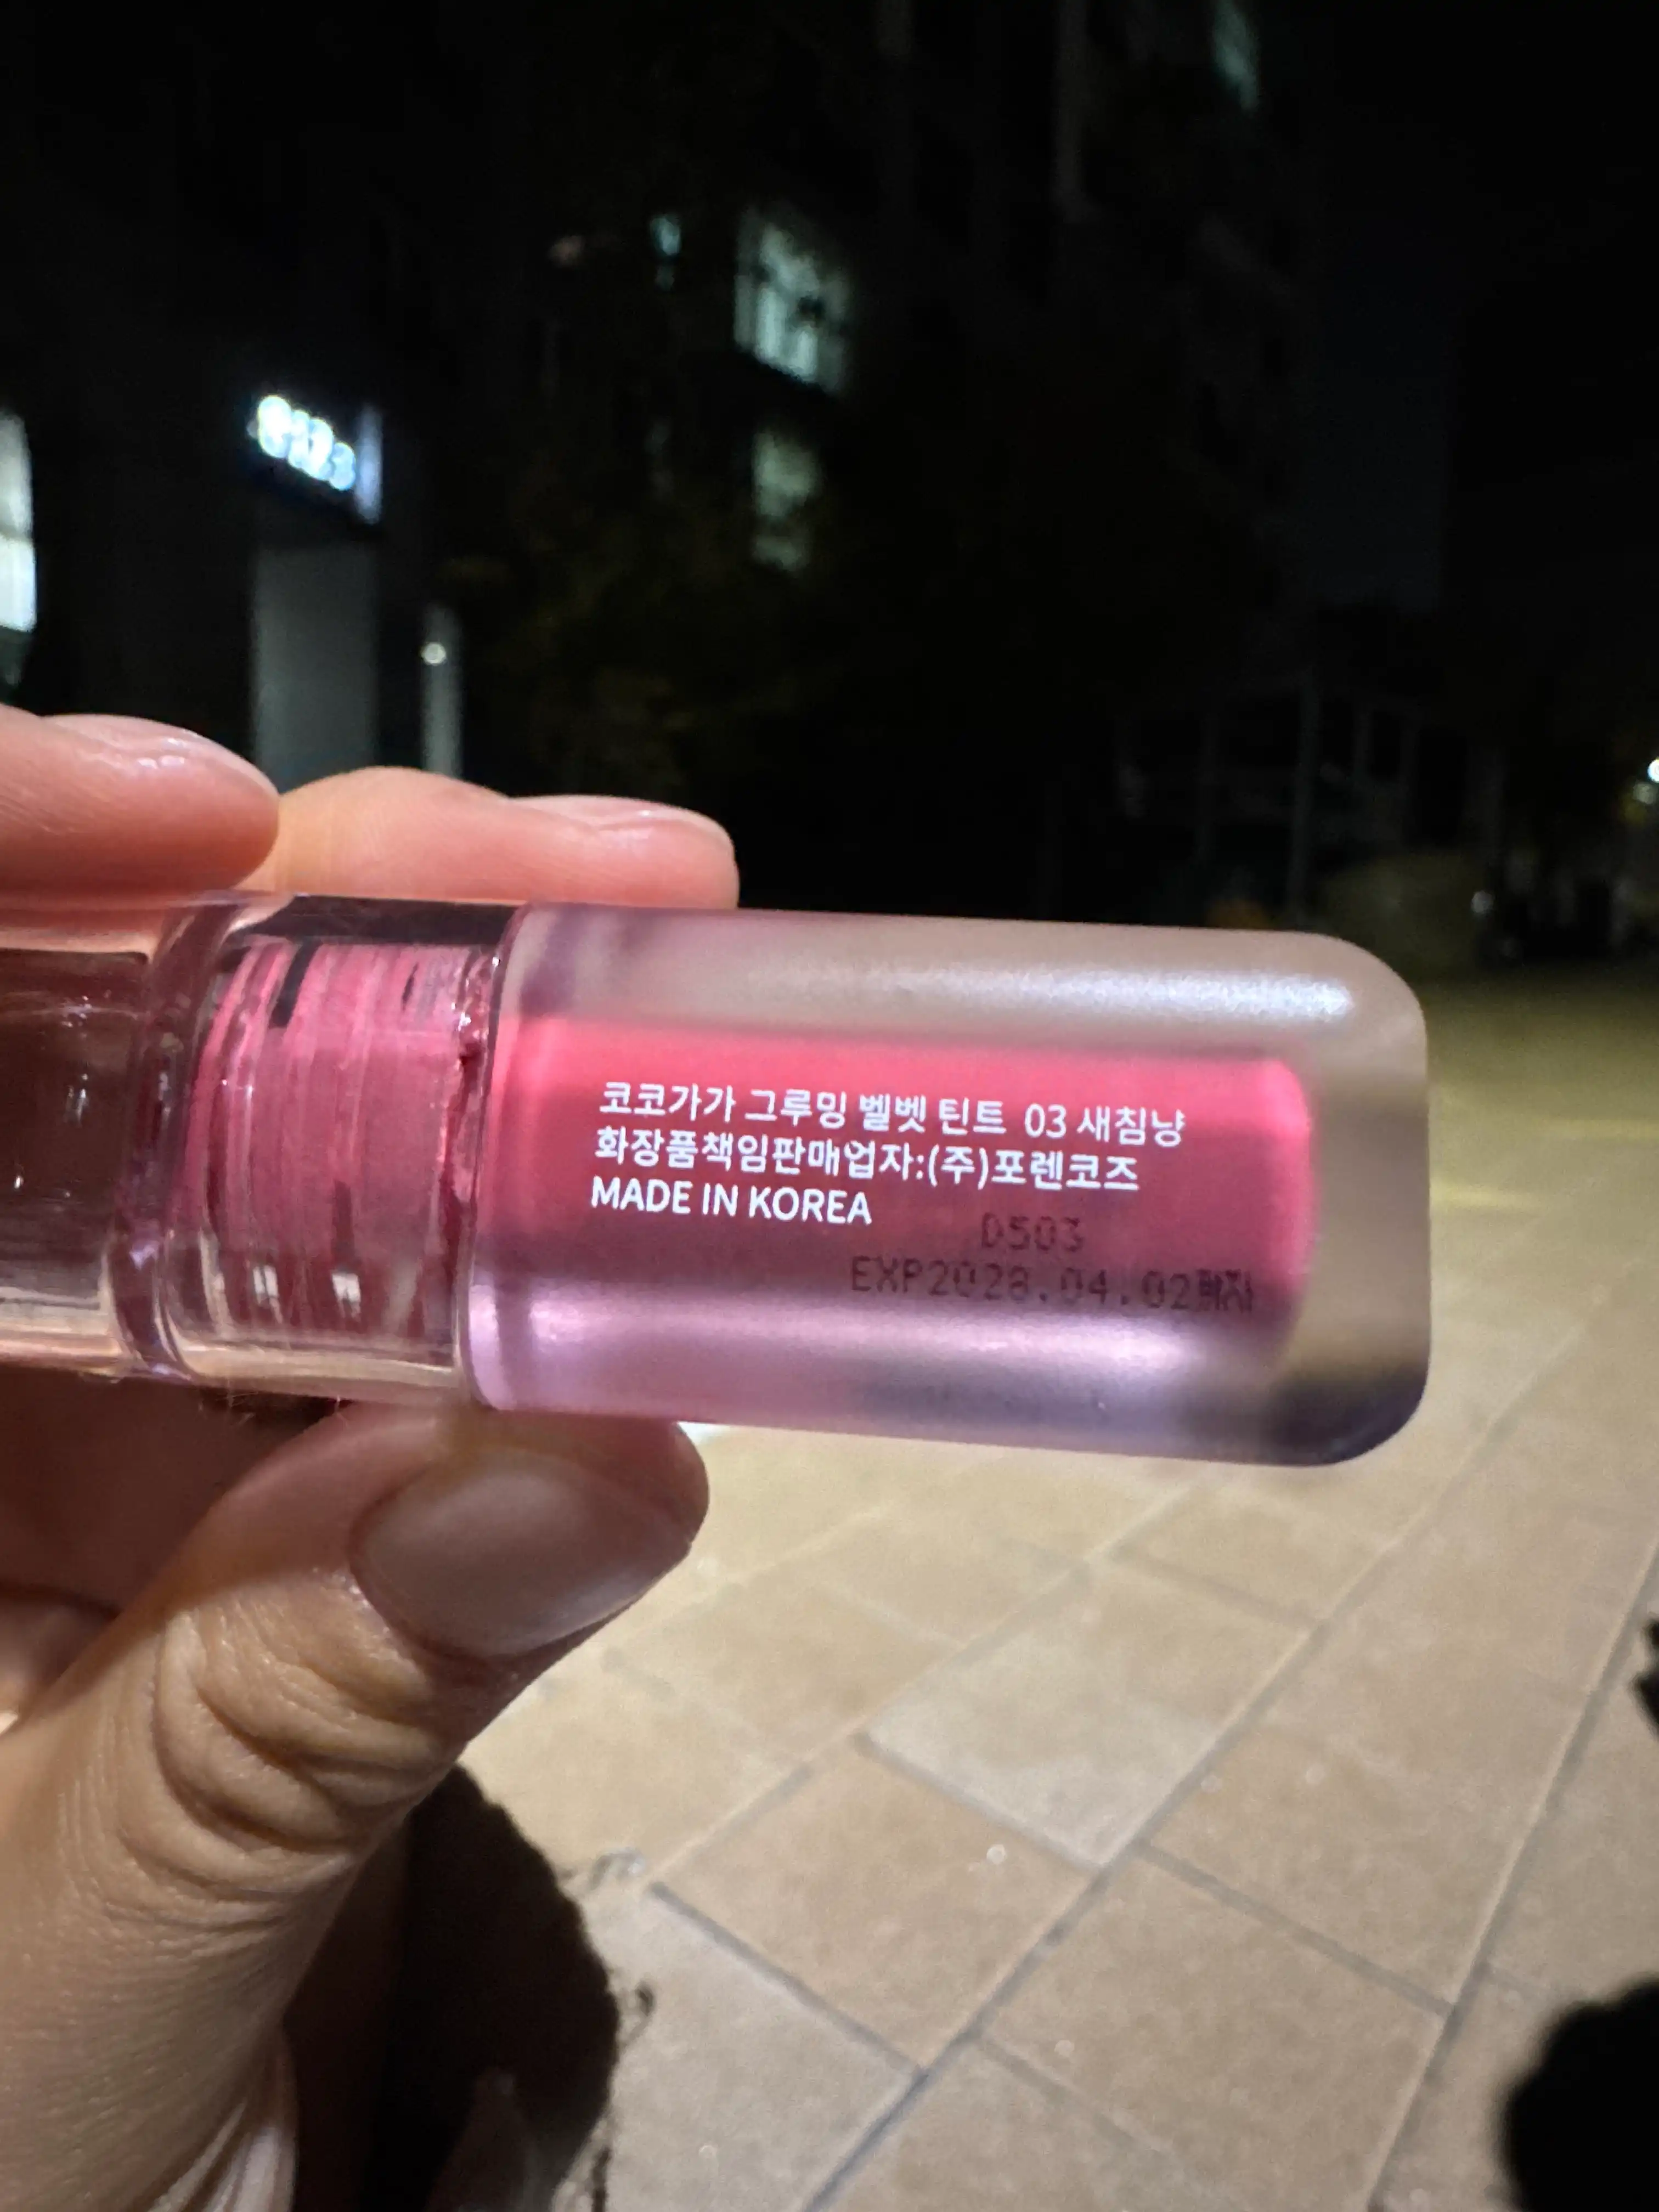 코코가가 그루밍 벨벳 틴트 03 새침냥
화장품책임판매업자:(주)포렌코즈
MADE IN KOREA
D503
EXP2028.04.02까지